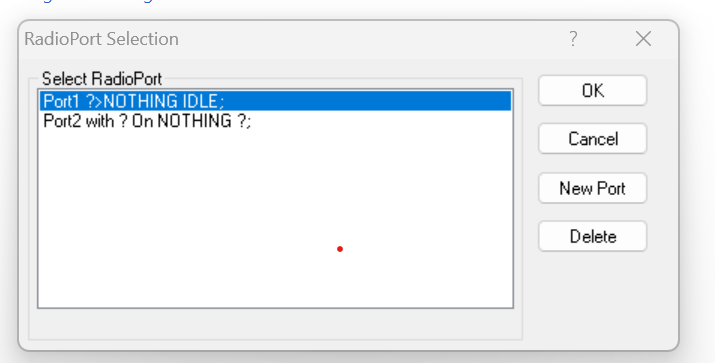 RadioPort Selection
?
Select RadioPort
Port1 ?>NOTHING IDLE;
Port2 with ? On NOTHING ?;
OK
Cancel
New Port
Delete